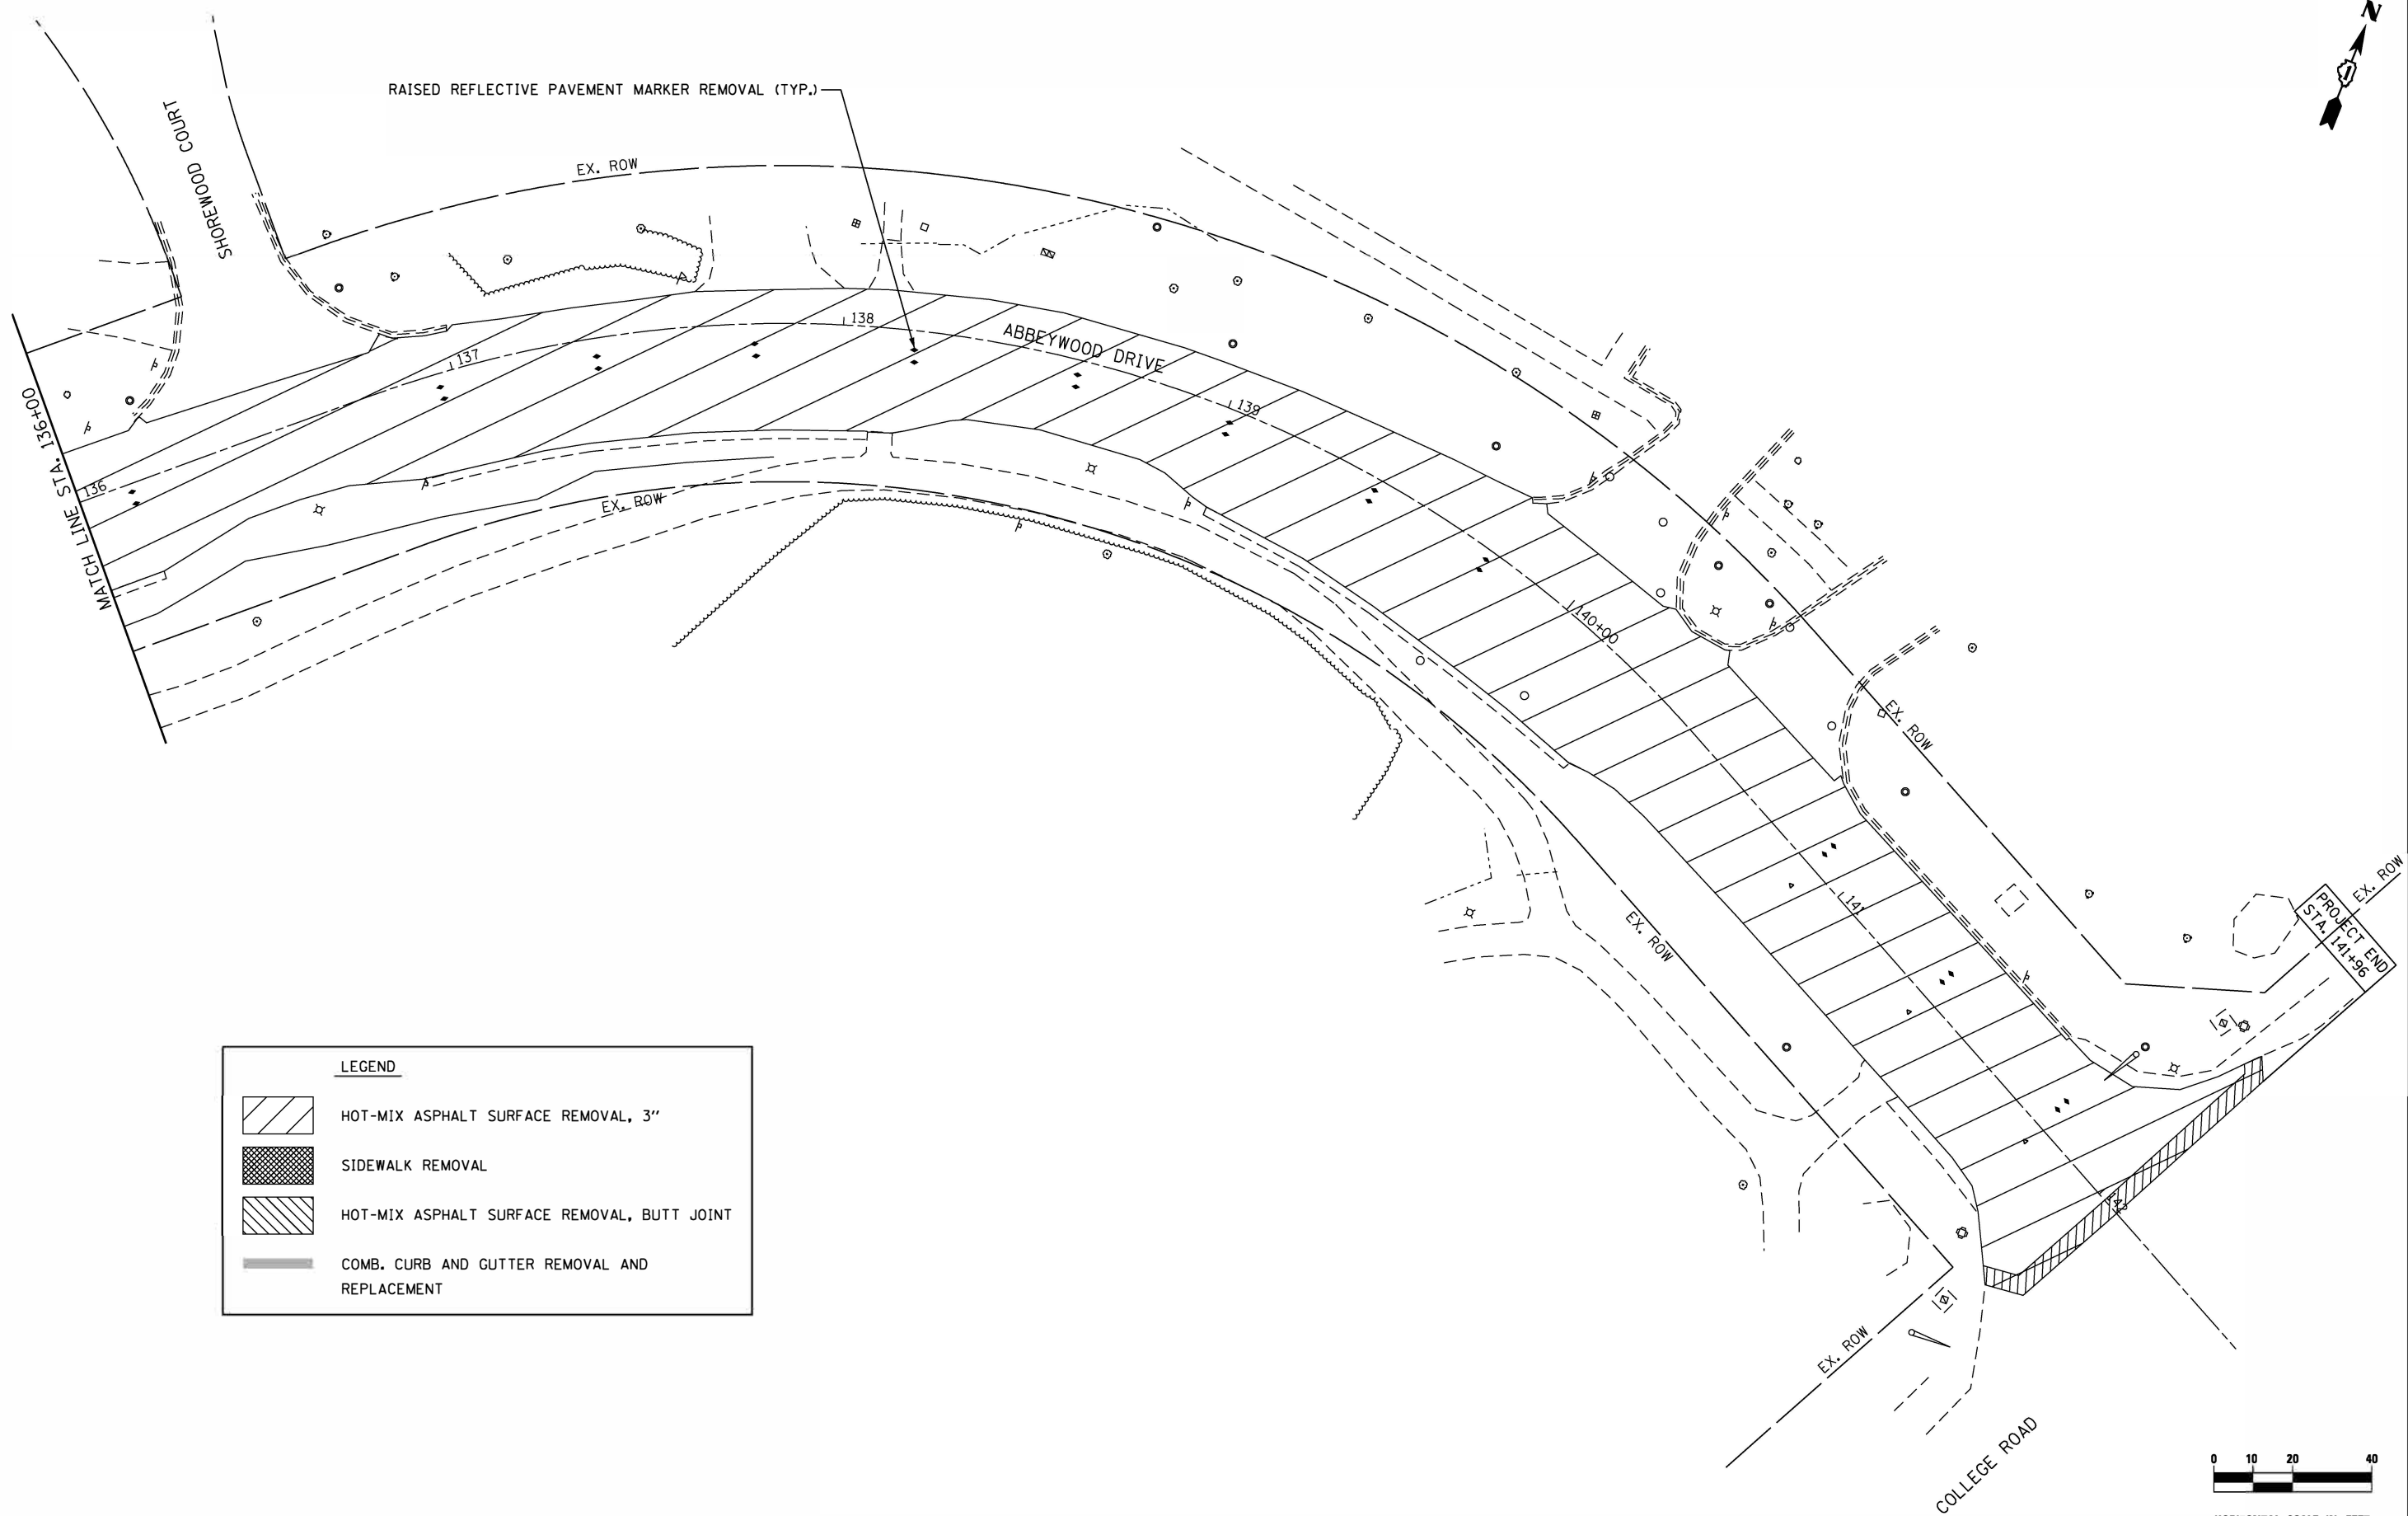 N
1
RAISED REFLECTIVE PAVEMENT MARKER REMOVAL (TYP.)
SHOREWOOD COURT
EX. ROW
138
ABBEYWOOD DRIVE
137
139
136
MATCH LINE STA. 136+00
EX. ROW
140+00
EX. ROW
141
EX. ROW
EX. ROW
PROJECT END
STA. 141+96
142
EX. ROW
COLLEGE ROAD
LEGEND
HOT-MIX ASPHALT SURFACE REMOVAL, 3"
SIDEWALK REMOVAL
HOT-MIX ASPHALT SURFACE REMOVAL, BUTT JOINT
COMB. CURB AND GUTTER REMOVAL AND
REPLACEMENT
0 10 20 40